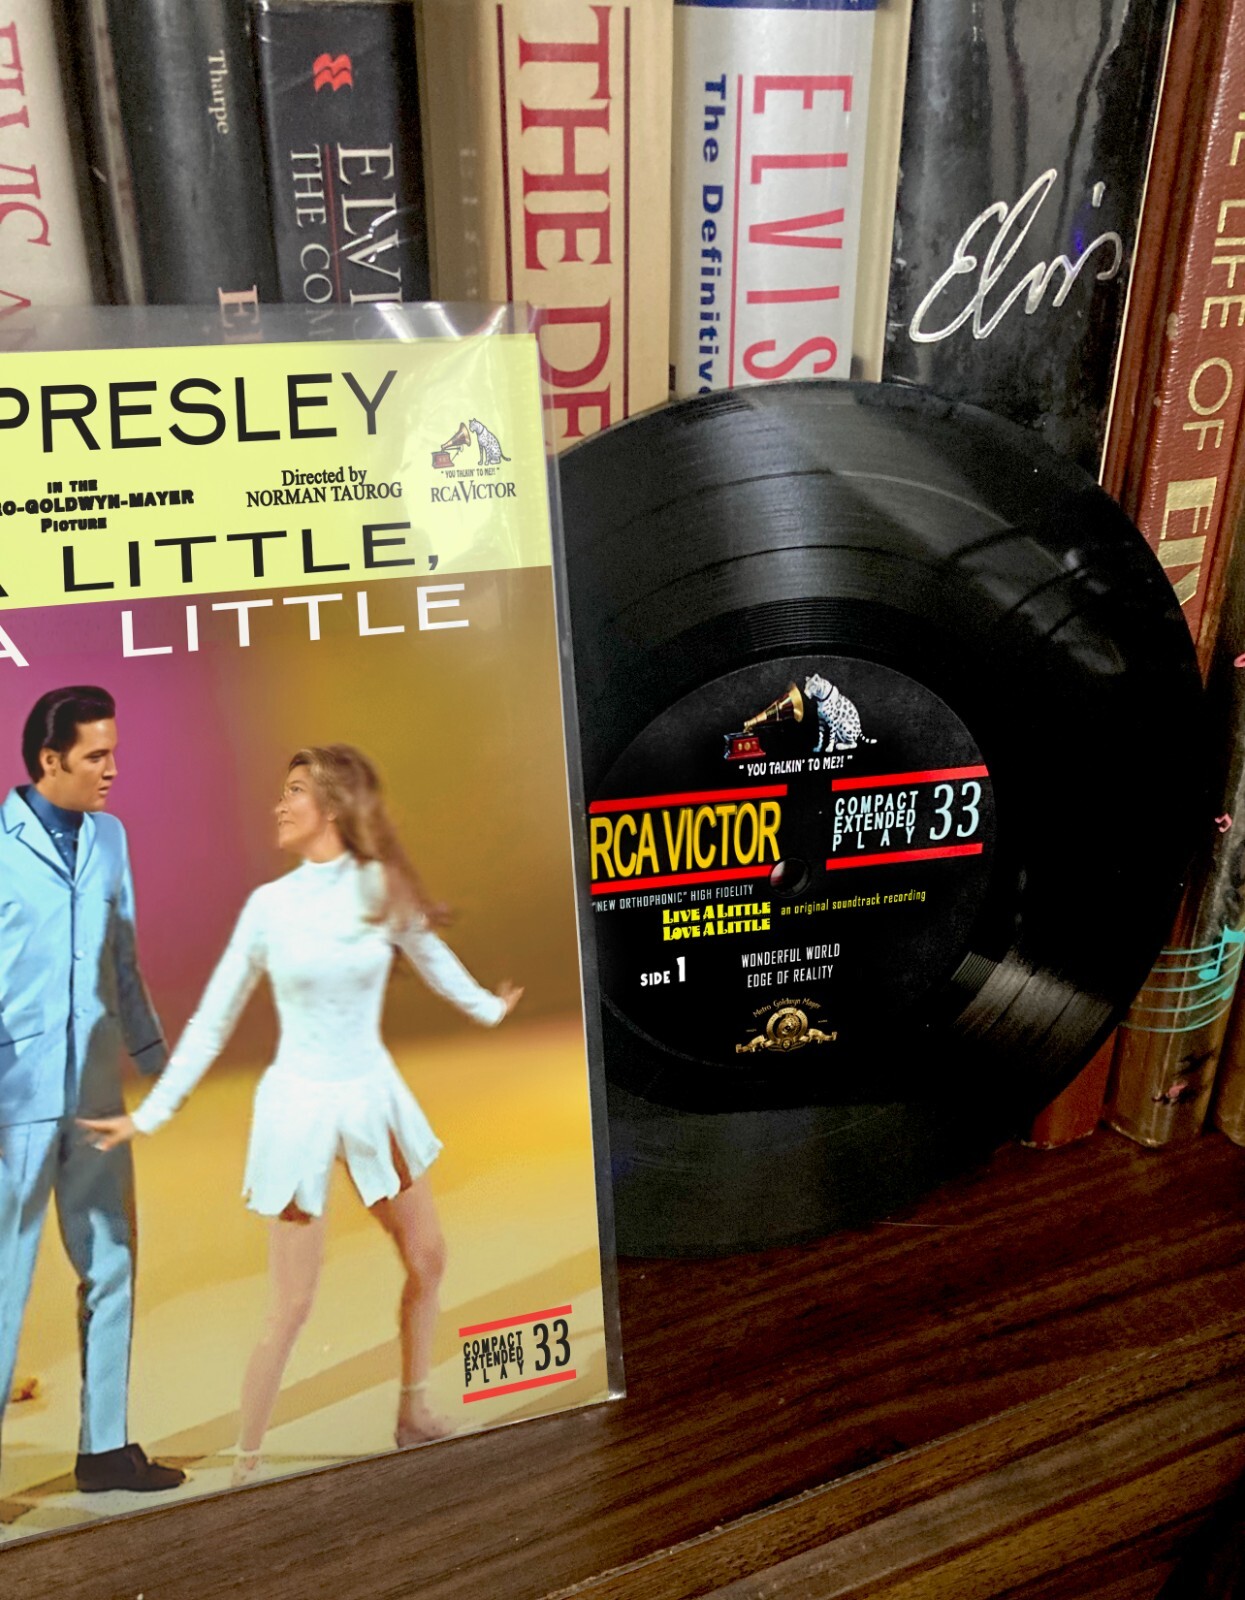 Tharpe
ELVIS
THE COM
THE DE
ELVIS
The Definitive
Elvis
LIFE OF
PRESLEY
IN THE
RO-GOLDWYN-MAYER
PICTURE
Directed by
NORMAN TAUROG
"YOU TALKIN' TO ME?!"
RCA VICTOR
A LITTLE,
A LITTLE
COMPACT
EXTENDED
PLAY
33
"YOU TALKIN' TO ME?!"
RCA VICTOR
COMPACT
EXTENDED
PLAY
33
"NEW ORTHOPHONIC" HIGH FIDELITY
LIVE A LITTLE
LOVE A LITTLE
an original soundtrack recording
SIDE 1
WONDERFUL WORLD
EDGE OF REALITY
Metro Goldwyn Mayer